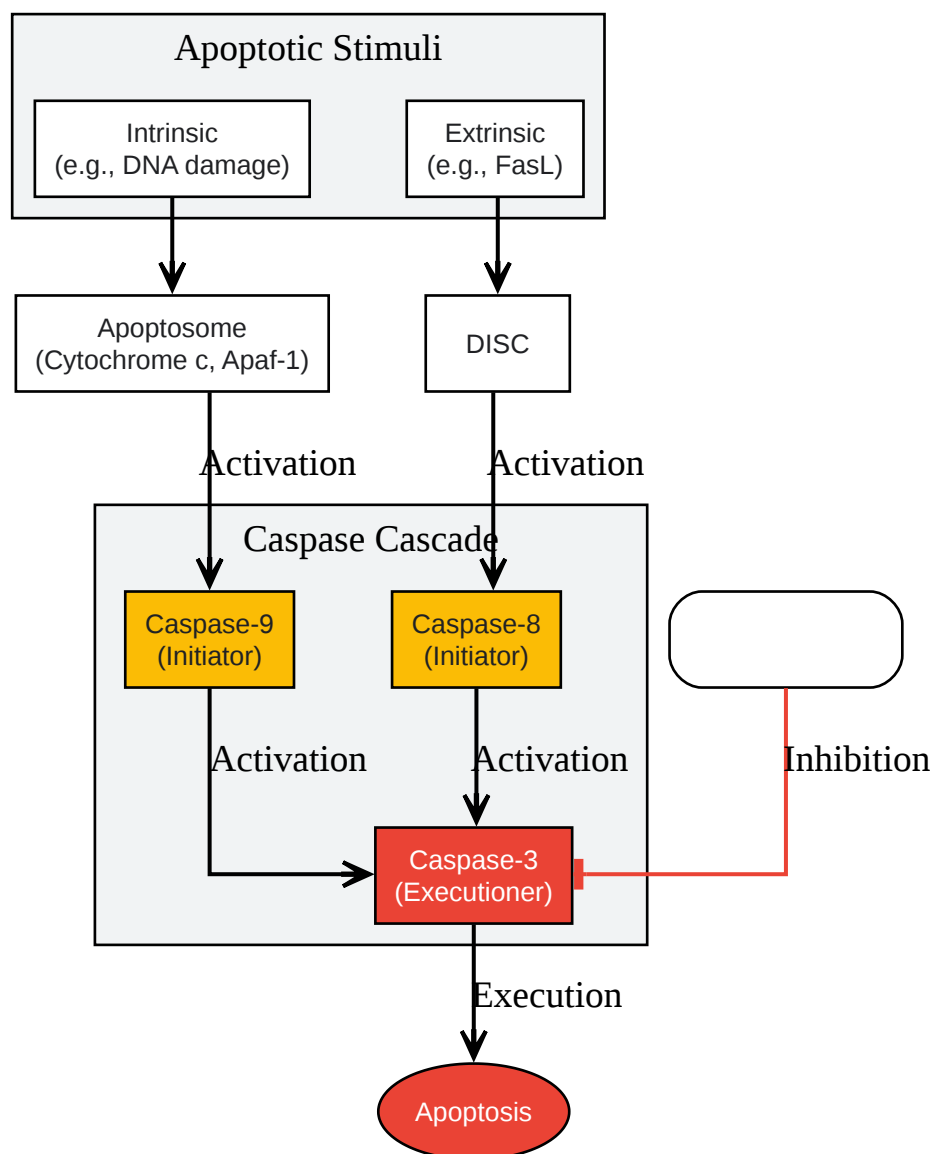 Apoptotic Stimuli
Intrinsic
(e.g., DNA damage)
Extrinsic
(e.g., FasL)
Apoptosome
(Cytochrome c, Apaf-1)
DISC
Activation
Activation
Caspase Cascade
Caspase-9
(Initiator)
Caspase-8
(Initiator)
Activation
Activation
Inhibition
Caspase-3
(Executioner)
Execution
Apoptosis